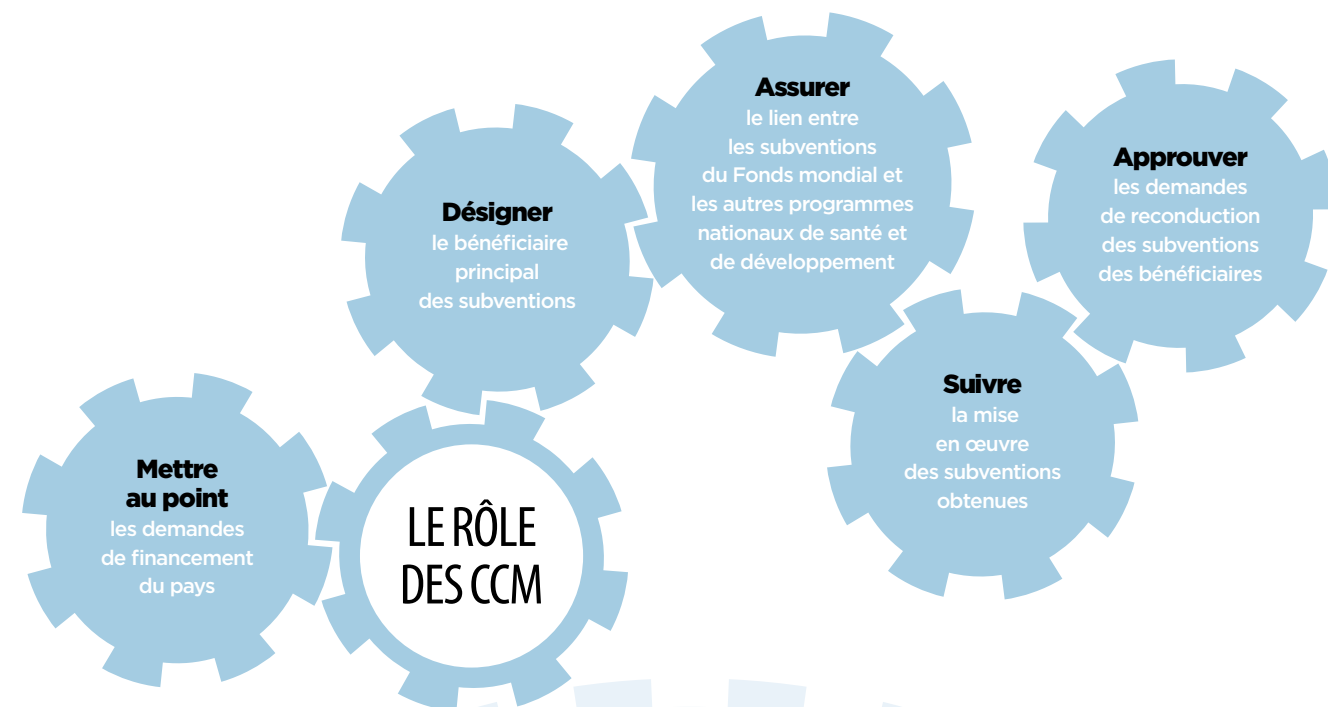 Mettre
au point
les demandes
de financement
du pays
LE RÔLE
DES CCM
Désigner
le bénéficiaire
principal
des subventions
Assurer
le lien entre
les subventions
du Fonds mondial et
les autres programmes
nationaux de santé et
de développement
Suivre
la mise
en œuvre
des subventions
obtenues
Approuver
les demandes
de reconduction
des subventions
des bénéficiaires